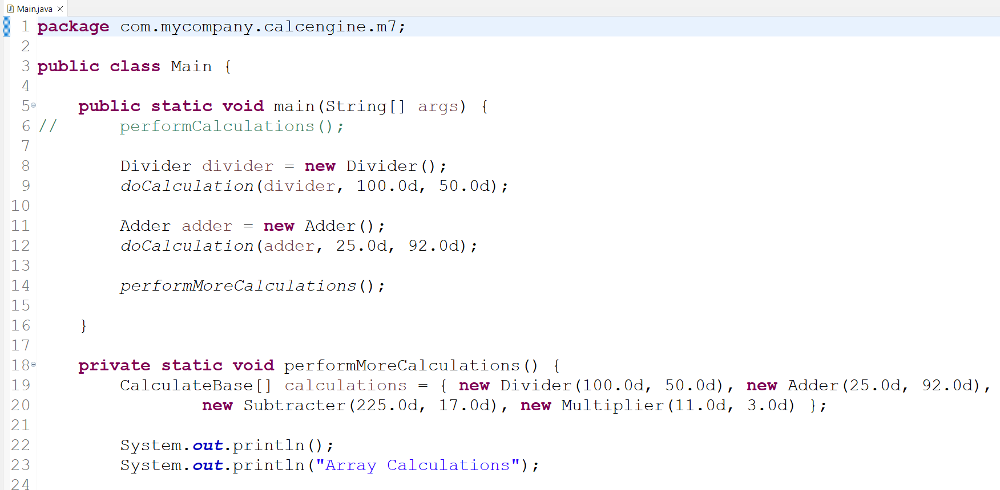 Main.java
1 package com.mycompany.calcengine.m7;
2
3 public class Main {
4
5     public static void main(String[] args) {
6 //      performCalculations();
7
8         Divider divider = new Divider();
9         doCalculation(divider, 100.0d, 50.0d);
10
11         Adder adder = new Adder();
12         doCalculation(adder, 25.0d, 92.0d);
13
14         performMoreCalculations();
15
16     }
17
18     private static void performMoreCalculations() {
19         CalculateBase[] calculations = { new Divider(100.0d, 50.0d), new Adder(25.0d, 92.0d),
20                 new Subtracter(225.0d, 17.0d), new Multiplier(11.0d, 3.0d) };
21
22         System.out.println();
23         System.out.println("Array Calculations");
24